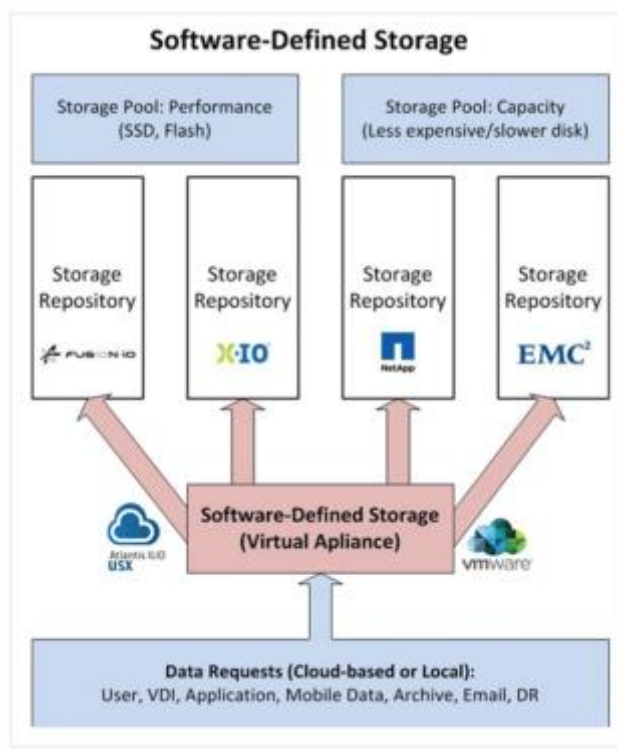 Software-Defined Storage
Storage Pool: Performance
(SSD, Flash)
Storage Pool: Capacity
(Less expensive/slower disk)
Storage
Repository
FUSION-iO
Storage
Repository
X·IO
Storage
Repository
NetApp
Storage
Repository
EMC²
Software-Defined Storage
(Virtual Apliance)
Atlantis ILIO
USX
vmware
Data Requests (Cloud-based or Local):
User, VDI, Application, Mobile Data, Archive, Email, DR